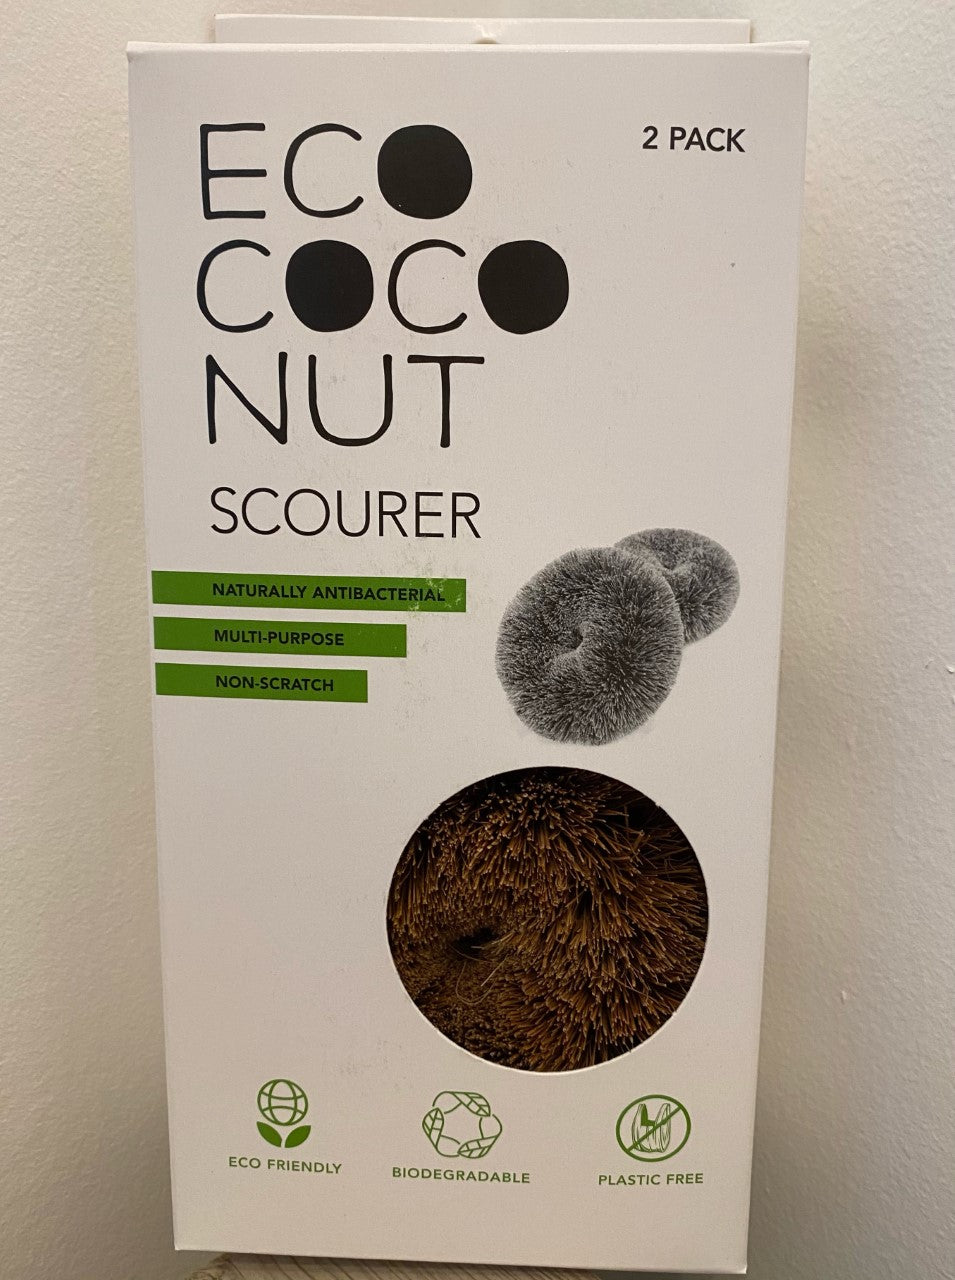 ECO
COCO
NUT
2 PACK
SCOURER
NATURALLY ANTIBACTERIAL
MULTI-PURPOSE
NON-SCRATCH
ECO FRIENDLY
BIODEGRADABLE
PLASTIC FREE